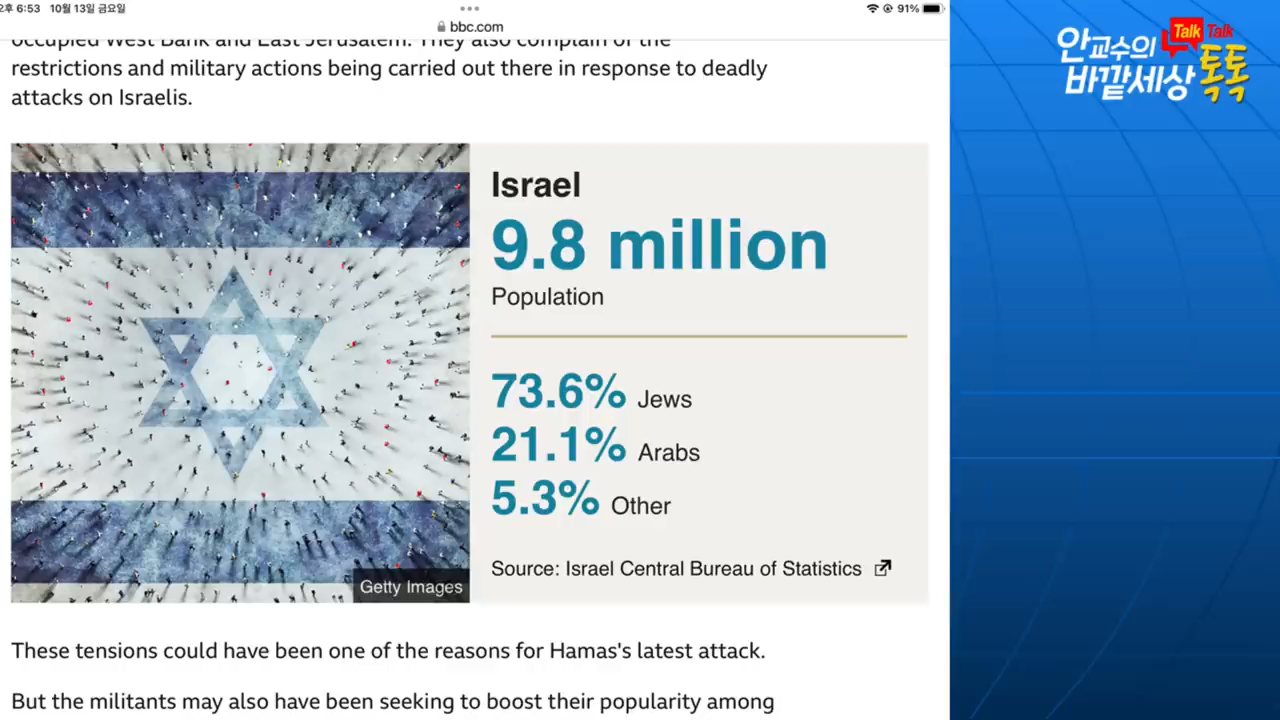 오후 6:53 10월 13일 금요일
91%
bbc.com
안교수의
바깥세상
Talk Talk
톡톡
occupied West Bank and East Jerusalem. They also complain of the
restrictions and military actions being carried out there in response to deadly
attacks on Israelis.
Israel
9.8 million
Population
73.6% Jews
21.1% Arabs
5.3% Other
Source: Israel Central Bureau of Statistics
Getty Images
These tensions could have been one of the reasons for Hamas's latest attack.
But the militants may also have been seeking to boost their popularity among